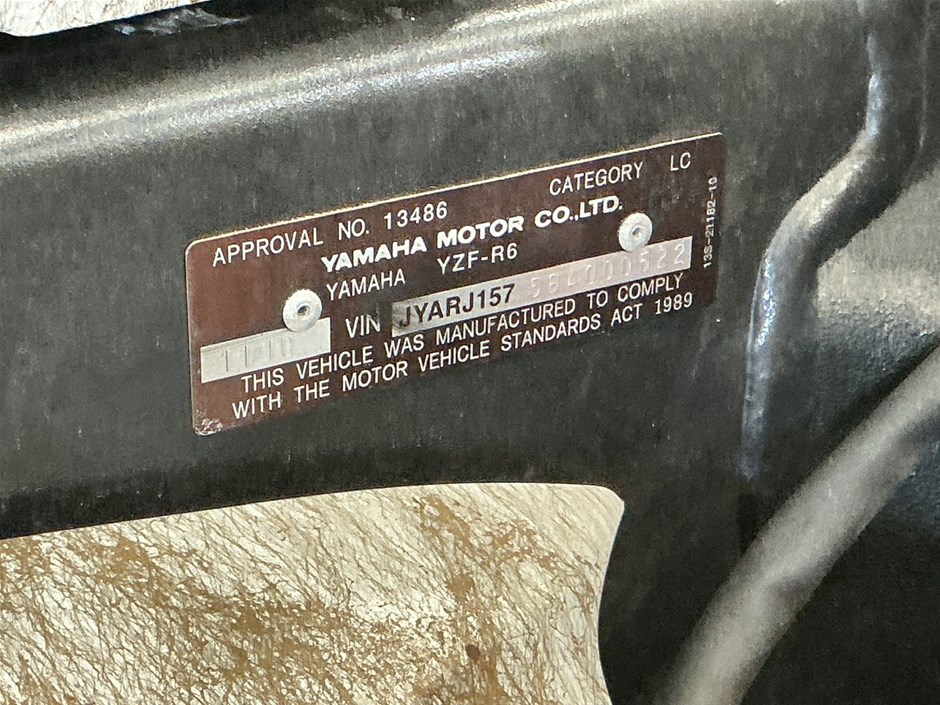 APPROVAL NO. 13486 CATEGORY LC
YAMAHA MOTOR CO.,LTD.
YAMAHA YZF-R6
VIN JYARJ157
THIS VEHICLE WAS MANUFACTURED TO COMPLY
WITH THE MOTOR VEHICLE STANDARDS ACT 1989
13S-21182-10